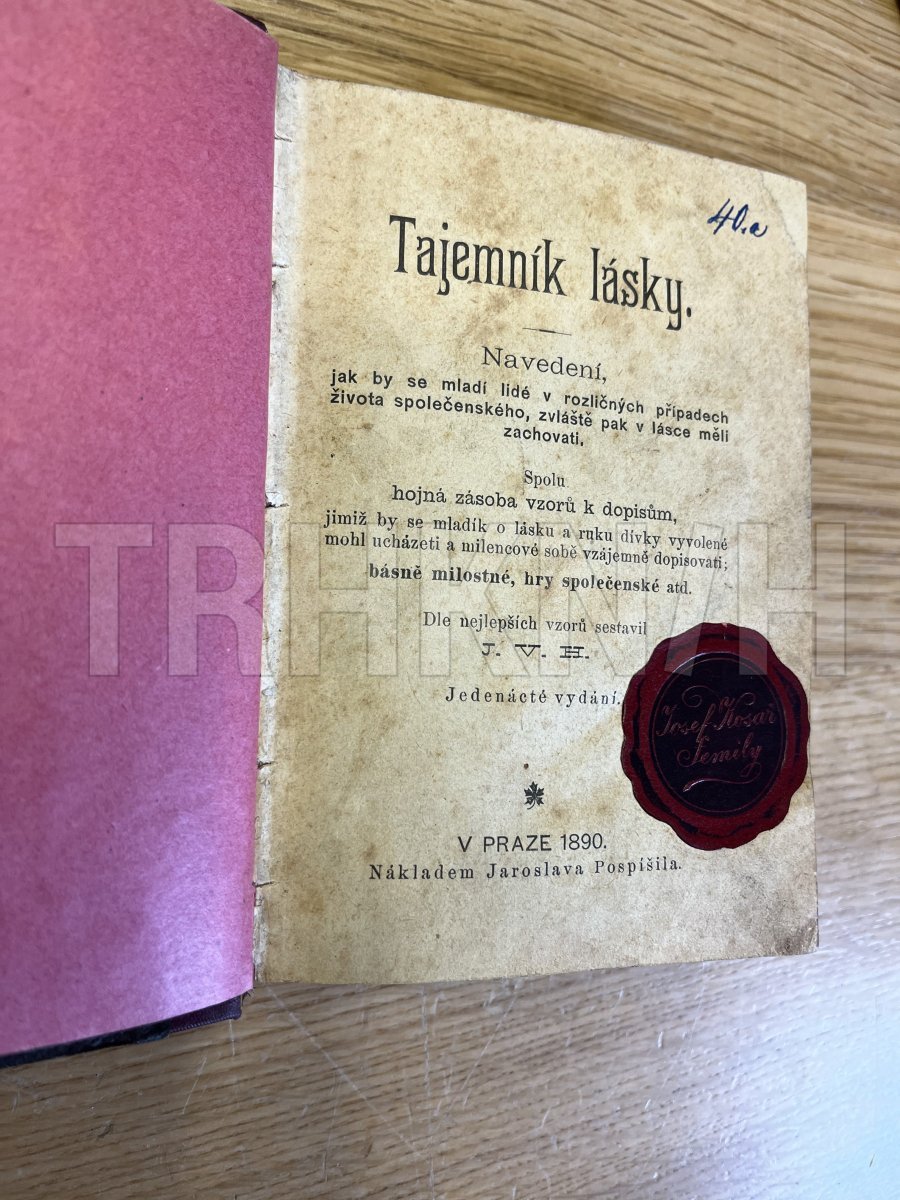 40.a
Tajemník lásky.
Navedení,
jak by se mladí lidé v rozličných případech
života společenského, zvláště pak v lásce měli
zachovati.
Spolu
hojná zásoba vzorů k dopisům,
jimiž by se mladík o lásku a ruku dívky vyvolené
mohl ucházeti a milencové sobě vzájemně dopisovati;
básně milostné, hry společenské atd.
TRHKNVH
Dle nejlepších vzorů sestavil
J. V. H.
Jedenácté vydání.
Josef Kosař
Semily
V PRAZE 1890.
Nákladem Jaroslava Pospíšila.